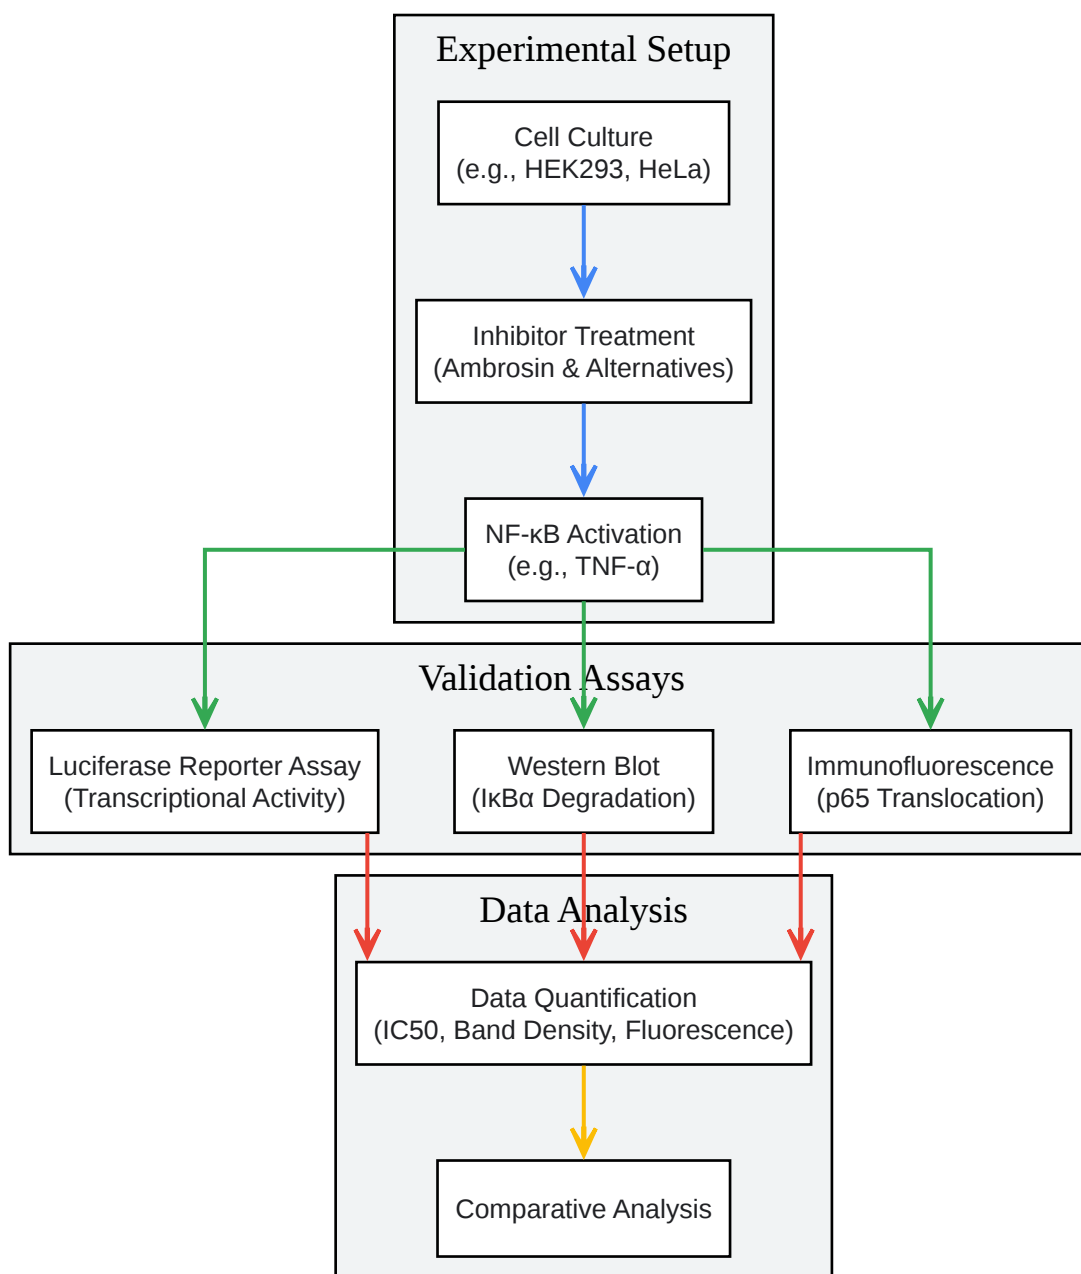 Experimental Setup
Cell Culture
(e.g., HEK293, HeLa)
Inhibitor Treatment
(Ambrosin & Alternatives)
NF-κB Activation
(e.g., TNF-α)
Validation Assays
Luciferase Reporter Assay
(Transcriptional Activity)
Western Blot
(IκBα Degradation)
Immunofluorescence
(p65 Translocation)
Data Analysis
Data Quantification
(IC50, Band Density, Fluorescence)
Comparative Analysis